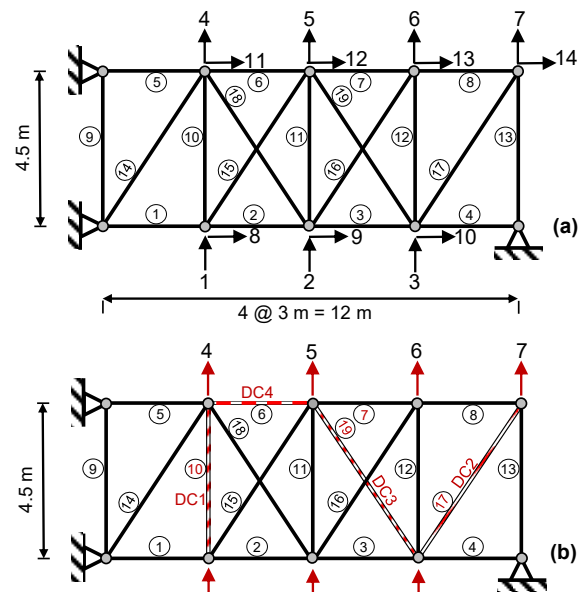 4 5 6 7
11 12 13 14
5 6 7 8
18 19
9 10 11 12 13
4.5 m
14 15 16 17
1 2 3 4
(a)
8 9 10
1 2 3
4 @ 3 m = 12 m
4 5 6 7
DC4
5 6 7 8
18 19
9 10 11 12 13
4.5 m
DC1 DC3 DC2
14 15 16 17
1 2 3 4
(b)